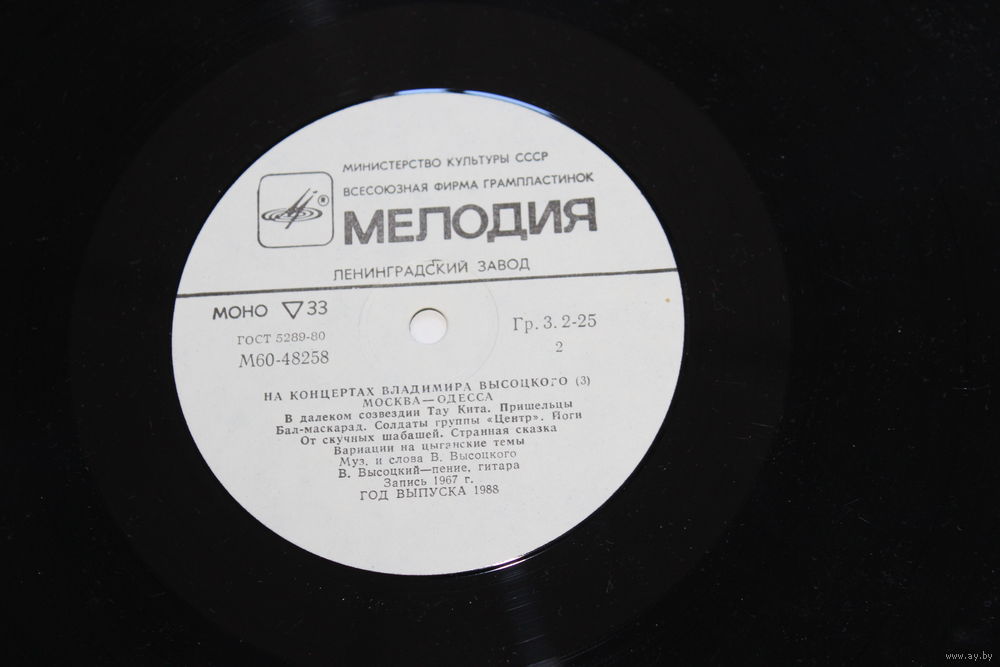 МИНИСТЕРСТВО КУЛЬТУРЫ СССР
ВСЕСОЮЗНАЯ ФИРМА ГРАМПЛАСТИНОК
®
МЕЛОДИЯ
ЛЕНИНГРАДСКИЙ ЗАВОД
МОНО ▽ 33
ГОСТ 5289-80
М60-48258
Гр. 3. 2-25
2
НА КОНЦЕРТАХ ВЛАДИМИРА ВЫСОЦКОГО (3)
МОСКВА—ОДЕССА
В далеком созвездии Тау Кита. Пришельцы
Бал-маскарад. Солдаты группы «Центр». Йоги
От скучных шабашей. Странная сказка
Вариации на цыганские темы
Муз. и слова В. Высоцкого
В. Высоцкий—пение, гитара
Запись 1967 г.
ГОД ВЫПУСКА 1988
www.ay.by